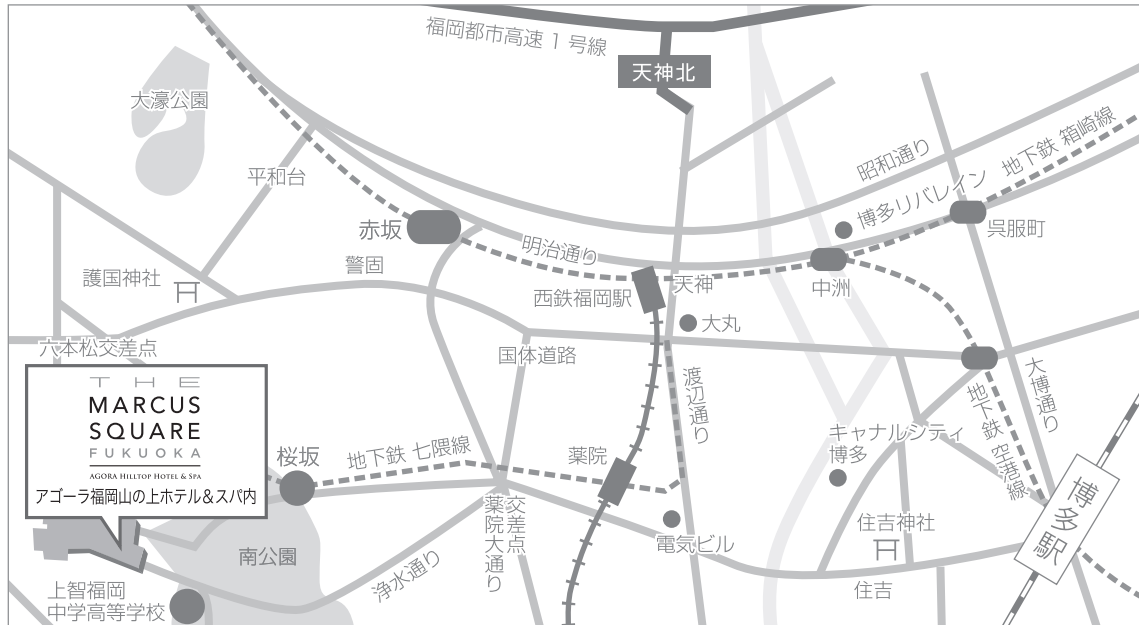 福岡都市高速 1 号線
天神北
大濠公園
平和台
昭和通り
地下鉄 箱崎線
博多リバレイン
呉服町
赤坂
明治通り
警固
護国神社
西鉄福岡駅
天神
中洲
大丸
六本松交差点
国体道路
渡辺通り
大博通り
地下鉄 空港線
THE
MARCUS
SQUARE
FUKUOKA
AGORA HILLTOP HOTEL & SPA
アゴーラ福岡山の上ホテル＆スパ内
桜坂
地下鉄 七隈線
薬院
キャナルシティ
博多
博多駅
薬院大通り
交差点
電気ビル
住吉神社
南公園
浄水通り
住吉
上智福岡
中学高等学校